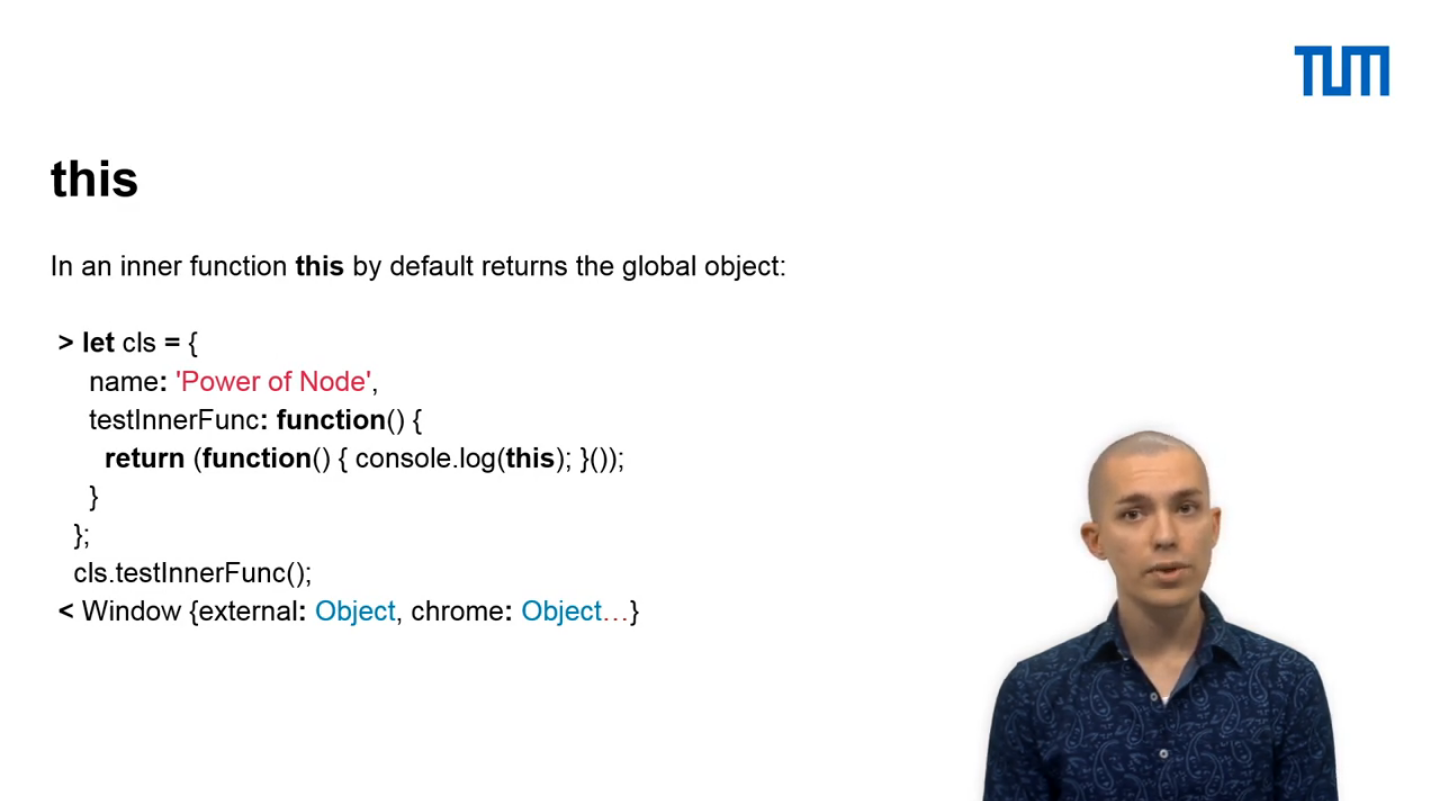 TUM
this
In an inner function this by default returns the global object:
> let cls = {
name: 'Power of Node',
testInnerFunc: function() {
return (function() { console.log(this); }());
}
};
cls.testInnerFunc();
< Window {external: Object, chrome: Object…}